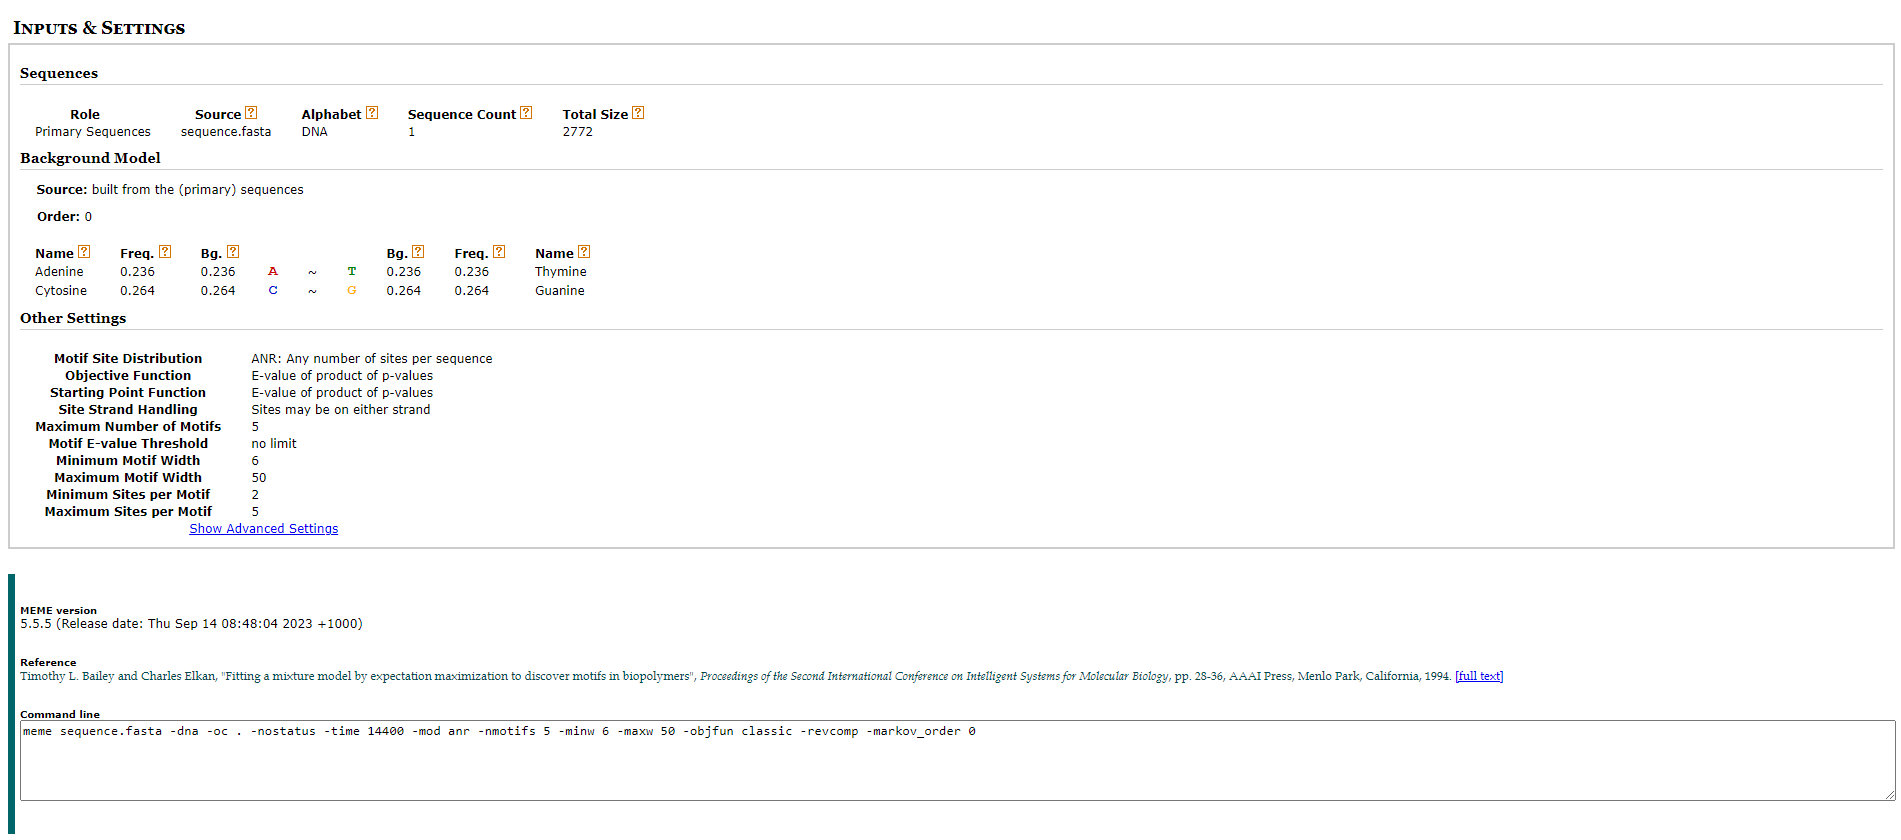 INPUTS & SETTINGS
Sequences
Role Source ? Alphabet ? Sequence Count ? Total Size ?
Primary Sequences sequence.fasta DNA 1 2772
Background Model
Source: built from the (primary) sequences
Order: 0
Name ? Freq. ? Bg. ? Bg. ? Freq. ? Name ?
Adenine 0.236 0.236 A ~ T 0.236 0.236 Thymine
Cytosine 0.264 0.264 C ~ G 0.264 0.264 Guanine
Other Settings
Motif Site Distribution ANR: Any number of sites per sequence
Objective Function E-value of product of p-values
Starting Point Function E-value of product of p-values
Site Strand Handling Sites may be on either strand
Maximum Number of Motifs 5
Motif E-value Threshold no limit
Minimum Motif Width 6
Maximum Motif Width 50
Minimum Sites per Motif 2
Maximum Sites per Motif 5
Show Advanced Settings
MEME version
5.5.5 (Release date: Thu Sep 14 08:48:04 2023 +1000)
Reference
Timothy L. Bailey and Charles Elkan, "Fitting a mixture model by expectation maximization to discover motifs in biopolymers", Proceedings of the Second International Conference on Intelligent Systems for Molecular Biology, pp. 28-36, AAAI Press, Menlo Park, California, 1994. [full text]
Command line
meme sequence.fasta -dna -oc . -nostatus -time 14400 -mod anr -nmotifs 5 -minw 6 -maxw 50 -objfun classic -revcomp -markov_order 0